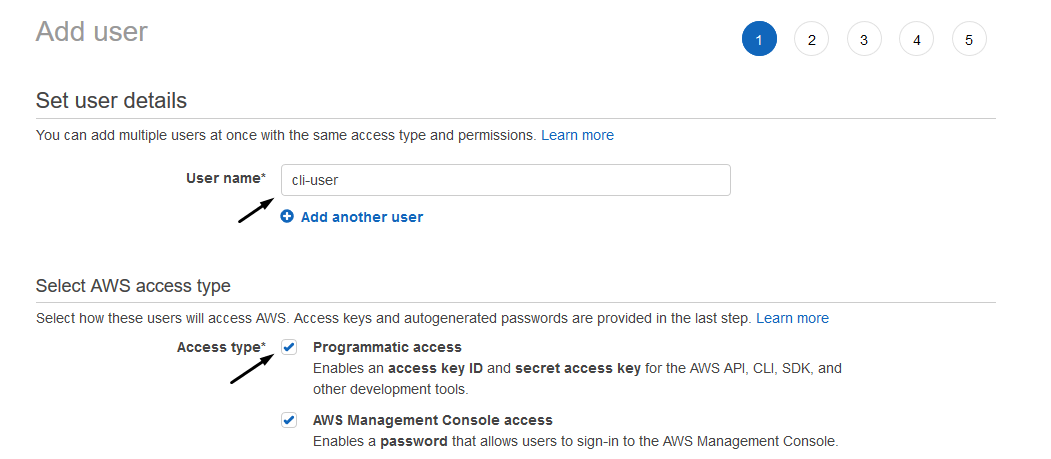 Add user
1 2 3 4 5
Set user details
You can add multiple users at once with the same access type and permissions. Learn more
User name* cli-user
Add another user
Select AWS access type
Select how these users will access AWS. Access keys and autogenerated passwords are provided in the last step. Learn more
Access type* Programmatic access
Enables an access key ID and secret access key for the AWS API, CLI, SDK, and
other development tools.
AWS Management Console access
Enables a password that allows users to sign-in to the AWS Management Console.